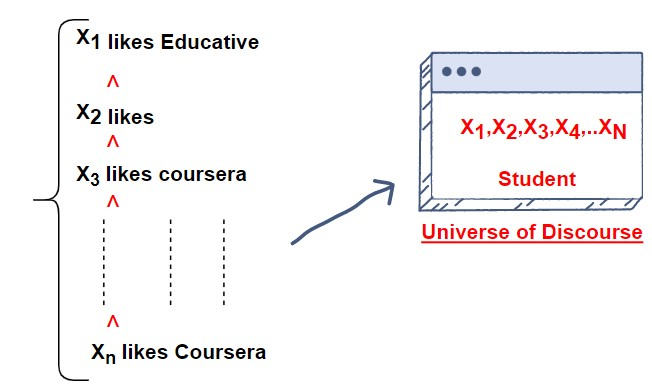 X1 likes Educative
^
X2 likes
^
X3 likes coursera
^
^
Xn likes Coursera
X1,X2,X3,X4,..XN
Student
Universe of Discourse